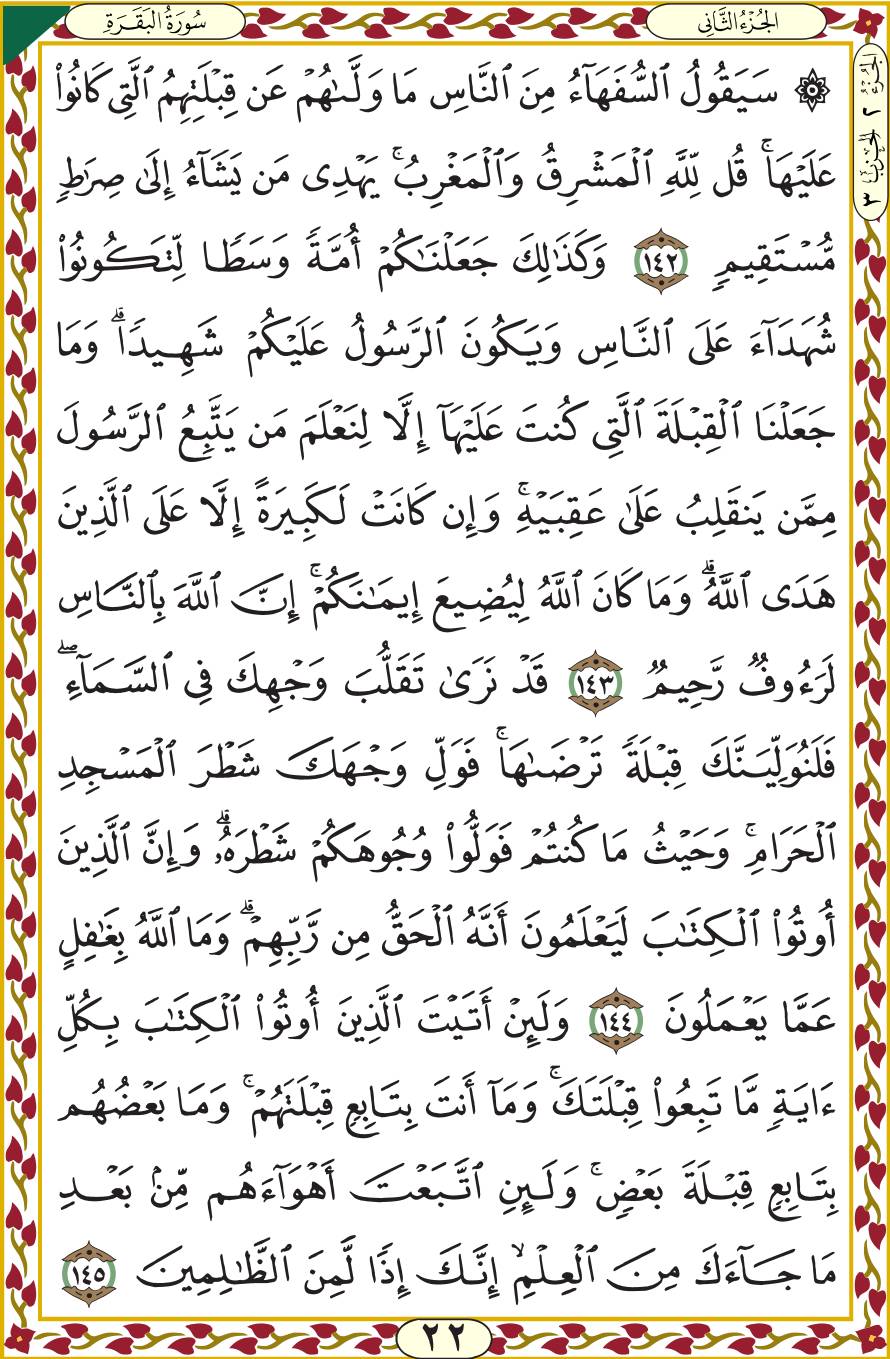 سُورَةُ البَقَرَةِ
الجُزْءُ الثَّانِي
الجُزْءُ ٢ الحِزْبُ ٣
۞ سَيَقُولُ ٱلسُّفَهَآءُ مِنَ ٱلنَّاسِ مَا وَلَّىٰهُمْ عَن قِبْلَتِهِمُ ٱلَّتِى كَانُوا۟
عَلَيْهَا ۚ قُل لِّلَّهِ ٱلْمَشْرِقُ وَٱلْمَغْرِبُ ۚ يَهْدِى مَن يَشَآءُ إِلَىٰ صِرَٰطٍ
مُّسْتَقِيمٍ ١٤٢ وَكَذَٰلِكَ جَعَلْنَـٰكُمْ أُمَّةً وَسَطًا لِّتَكُونُوا۟
شُهَدَآءَ عَلَى ٱلنَّاسِ وَيَكُونَ ٱلرَّسُولُ عَلَيْكُمْ شَهِيدًا ۗ وَمَا
جَعَلْنَا ٱلْقِبْلَةَ ٱلَّتِى كُنتَ عَلَيْهَآ إِلَّا لِنَعْلَمَ مَن يَتَّبِعُ ٱلرَّسُولَ
مِمَّن يَنقَلِبُ عَلَىٰ عَقِبَيْهِ ۚ وَإِن كَانَتْ لَكَبِيرَةً إِلَّا عَلَى ٱلَّذِينَ
هَدَى ٱللَّهُ ۗ وَمَا كَانَ ٱللَّهُ لِيُضِيعَ إِيمَـٰنَكُمْ ۚ إِنَّ ٱللَّهَ بِٱلنَّاسِ
لَرَءُوفٌ رَّحِيمٌ ١٤٣ قَدْ نَرَىٰ تَقَلُّبَ وَجْهِكَ فِى ٱلسَّمَآءِ ۖ
فَلَنُوَلِّيَنَّكَ قِبْلَةً تَرْضَىٰهَا ۚ فَوَلِّ وَجْهَكَ شَطْرَ ٱلْمَسْجِدِ
ٱلْحَرَامِ ۚ وَحَيْثُ مَا كُنتُمْ فَوَلُّوا۟ وُجُوهَكُمْ شَطْرَهُۥ ۗ وَإِنَّ ٱلَّذِينَ
أُوتُوا۟ ٱلْكِتَـٰبَ لَيَعْلَمُونَ أَنَّهُ ٱلْحَقُّ مِن رَّبِّهِمْ ۗ وَمَا ٱللَّهُ بِغَـٰفِلٍ
عَمَّا يَعْمَلُونَ ١٤٤ وَلَئِنْ أَتَيْتَ ٱلَّذِينَ أُوتُوا۟ ٱلْكِتَـٰبَ بِكُلِّ
ءَايَةٍ مَّا تَبِعُوا۟ قِبْلَتَكَ ۚ وَمَآ أَنتَ بِتَابِعٍ قِبْلَتَهُمْ ۚ وَمَا بَعْضُهُم
بِتَابِعٍ قِبْلَةَ بَعْضٍ ۚ وَلَئِنِ ٱتَّبَعْتَ أَهْوَآءَهُم مِّنۢ بَعْدِ
مَا جَآءَكَ مِنَ ٱلْعِلْمِ ۙ إِنَّكَ إِذًا لَّمِنَ ٱلظَّـٰلِمِينَ ١٤٥
٢٢